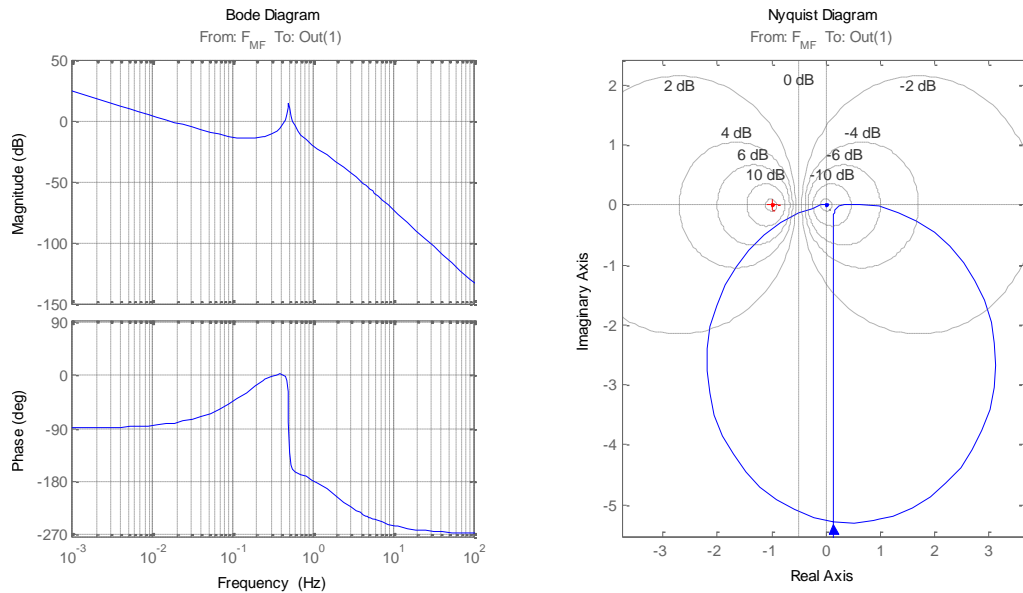 Bode Diagram
From: F_MF To: Out(1)
50
0
-50
-100
-150
Magnitude (dB)
90
0
-90
-180
-270
Phase (deg)
10^-3
10^-2
10^-1
10^0
10^1
10^2
Frequency (Hz)
Nyquist Diagram
From: F_MF To: Out(1)
2 dB
0 dB
-2 dB
4 dB
-4 dB
6 dB
-6 dB
10 dB
-10 dB
2
1
0
-1
-2
-3
-4
-5
Imaginary Axis
-3
-2
-1
0
1
2
3
Real Axis